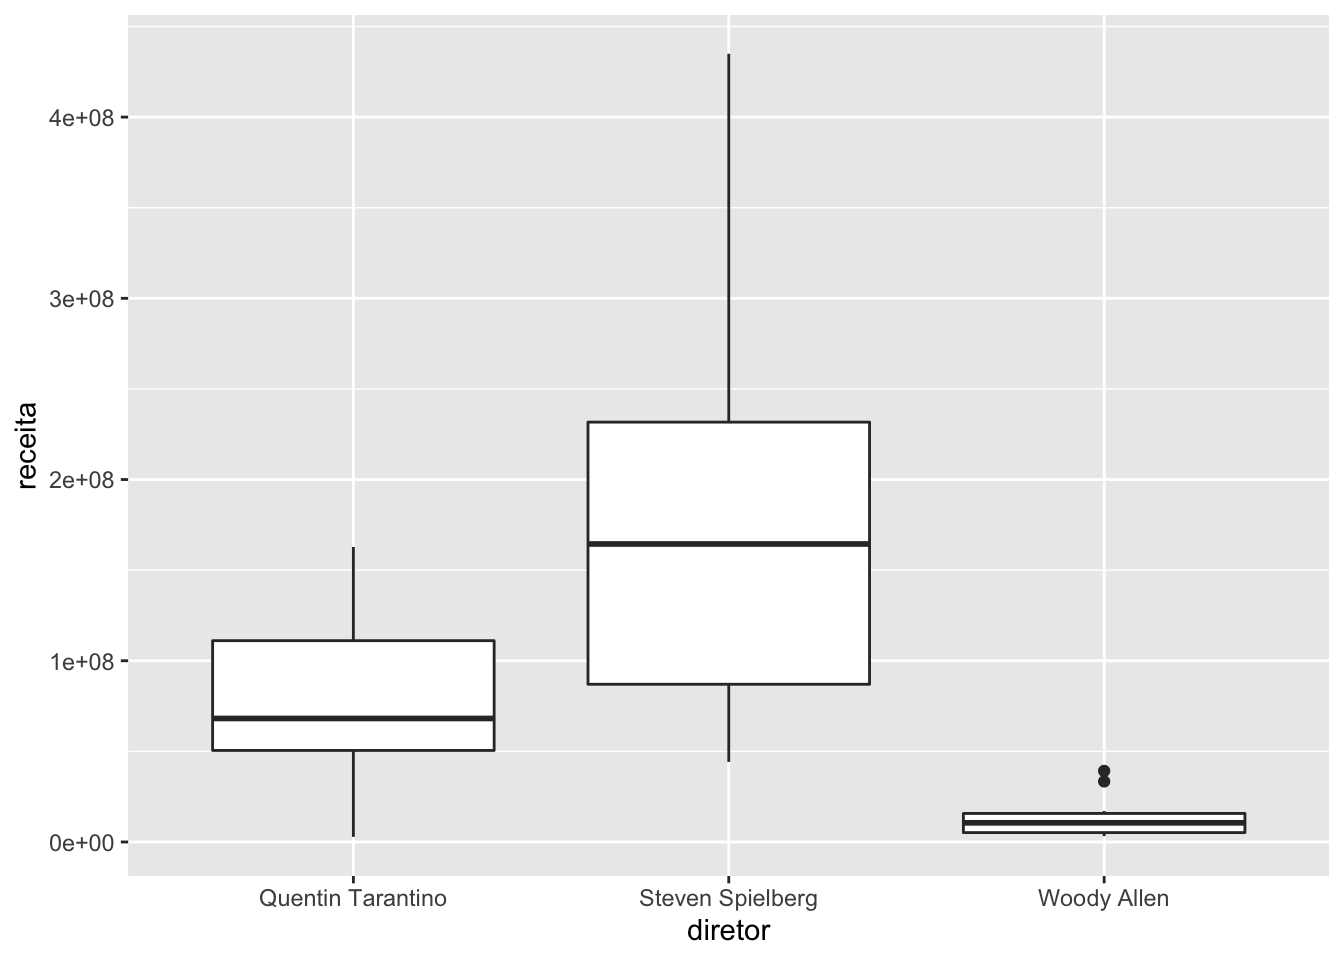 4e+08
3e+08
2e+08
1e+08
0e+00
receita
Quentin Tarantino Steven Spielberg Woody Allen
diretor